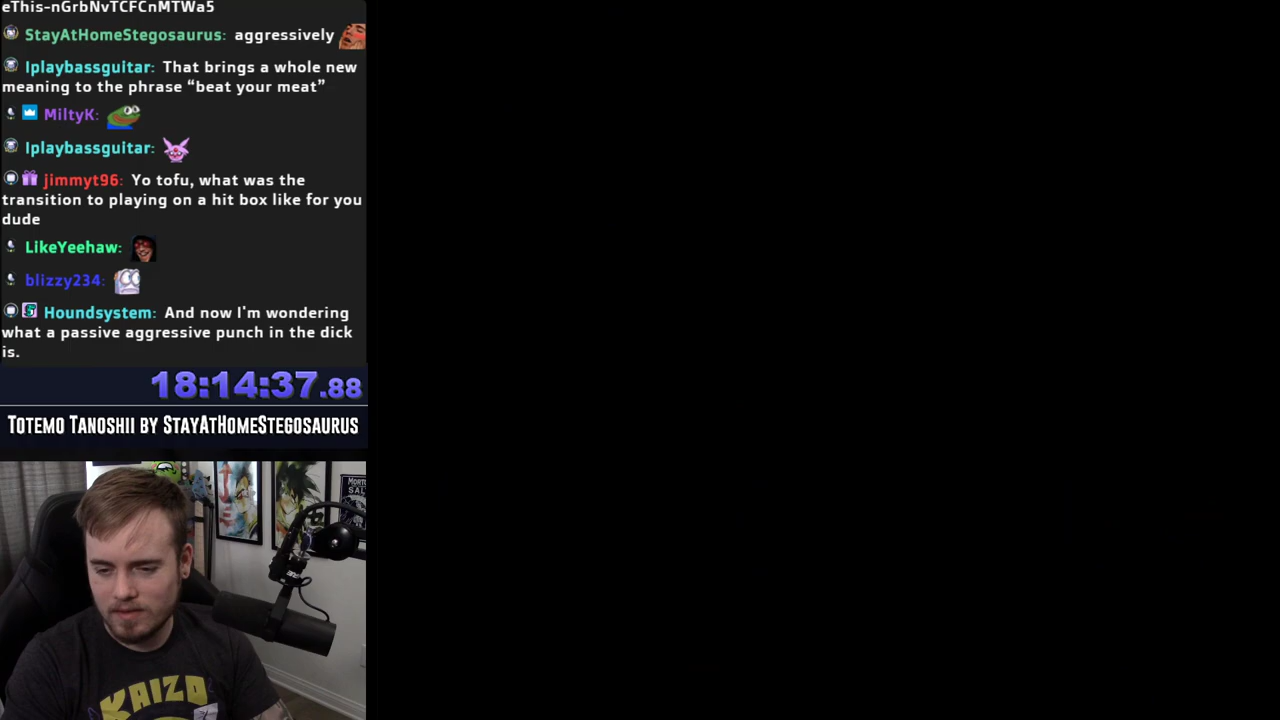 eThis-nGrbNvTCFCnMTWa5
StayAtHomeStegosaurus: aggressively
Iplaybassguitar: That brings a whole new
meaning to the phrase “beat your meat”
MiltyK:
Iplaybassguitar:
jimmyt96: Yo tofu, what was the
transition to playing on a hit box like for you
dude
LikeYeehaw:
blizzy234:
Houndsystem: And now I'm wondering
what a passive aggressive punch in the dick
is.
18:14:37.88
TOTEMO TANOSHII BY STAYATHOMESTEGOSAURUS
MORTON
SALT
KAIZO